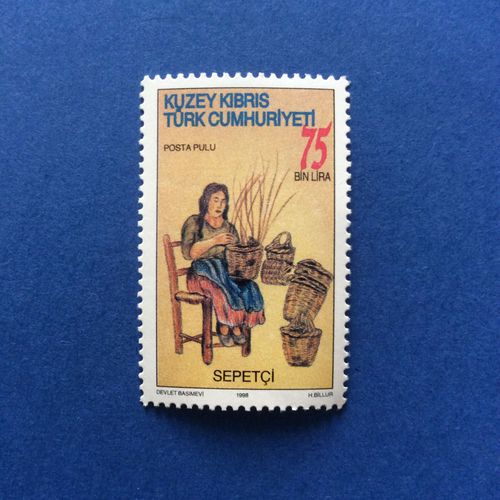 KUZEY KIBRIS
TÜRK CUMHURİYETİ
75
POSTA PULU
BİN LİRA
SEPETÇİ
DEVLET BASIMEVİ 1998 H.BİLLUR